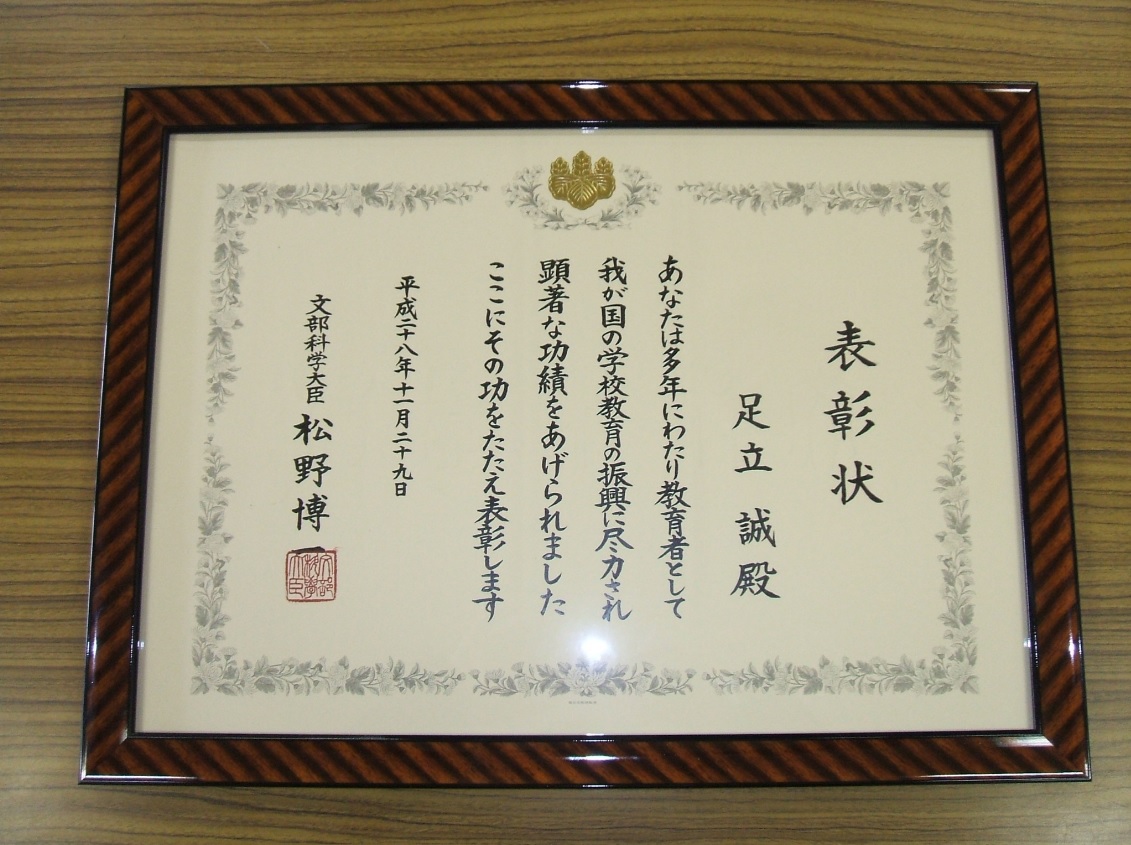 表彰状
足立 誠 殿
あなたは多年にわたり教育者として
我が国の学校教育の振興に尽力され
顕著な功績をあげられました
ここにその功をたたえ表彰します
平成二十八年十一月二十九日
文部科学大臣 松野博一